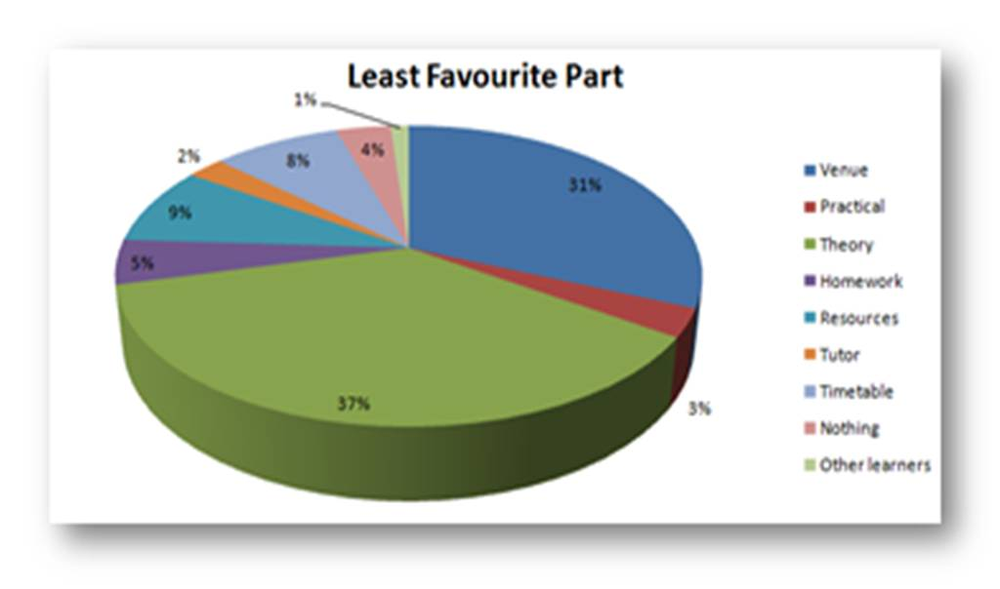 Least Favourite Part
1%
2%
8%
4%
31%
9%
5%
37%
3%
Venue
Practical
Theory
Homework
Resources
Tutor
Timetable
Nothing
Other learners